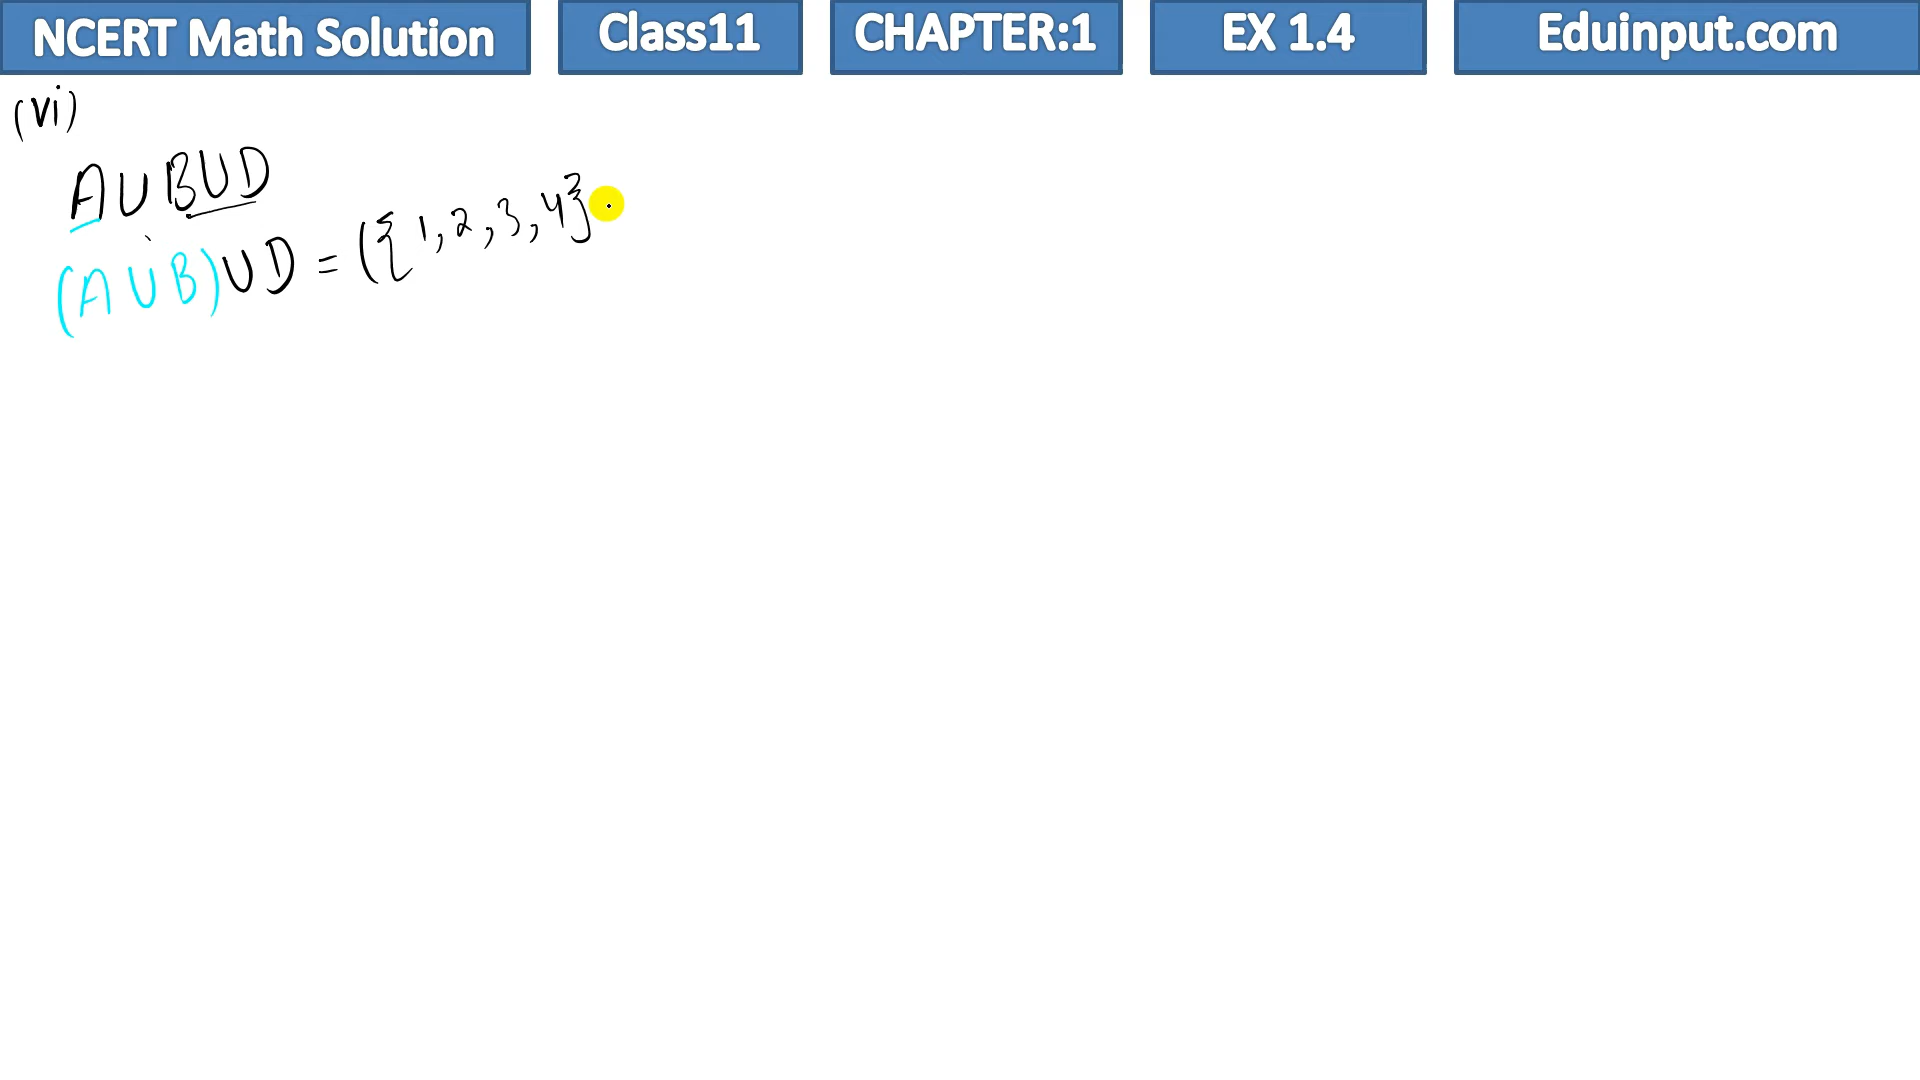 NCERT Math Solution Class11 CHAPTER:1 EX 1.4 Eduinput.com
(vi)
A∪B∪D
(A∪B)∪D = ({1,2,3,4}